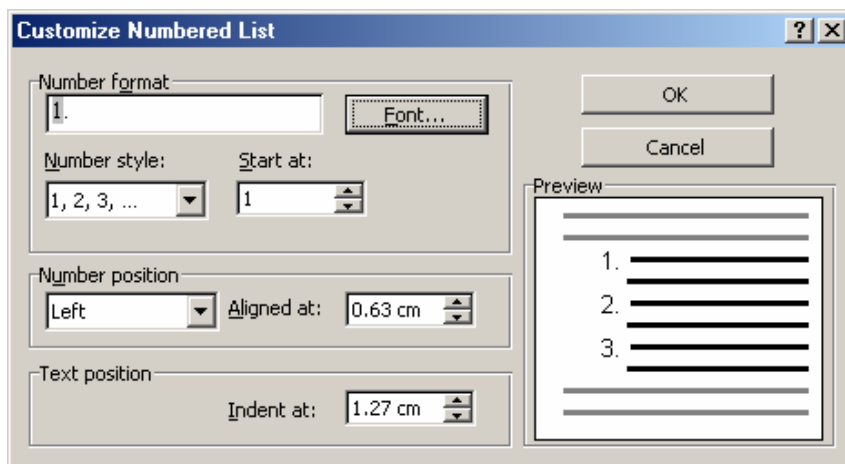 Customize Numbered List
Number format
1.
Font...
Number style:
Start at:
1, 2, 3, ...
1
Number position
Left
Aligned at:
0.63 cm
Text position
Indent at:
1.27 cm
OK
Cancel
Preview
1.
2.
3.